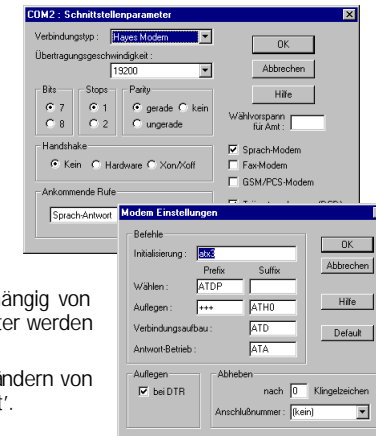 COM2 : Schnittstellenparameter
Verbindungstyp : Hayes Modem
Übertragungsgeschwindigkeit :
19200
OK
Abbrechen
Hilfe
Bits Stops Parity
7 1 gerade kein
8 2 ungerade
Wählvorspann
für Amt :
Handshake
Kein Hardware Xon/Xoff
Sprach-Modem
Fax-Modem
GSM/PCS-Modem
Ankommende Rufe
Sprach-Antwort
Modem Einstellungen
Befehle
Initialisierung : atx3
Prefix Suffix
Wählen : ATDP
Auflegen : +++ ATH0
Verbindungsaufbau : ATD
Antwort-Betrieb : ATA
OK
Abbrechen
Hilfe
Default
Auflegen
bei DTR
Abheben
nach 0 Klingelzeichen
Anschlußnummer : (kein)
von
werden
von